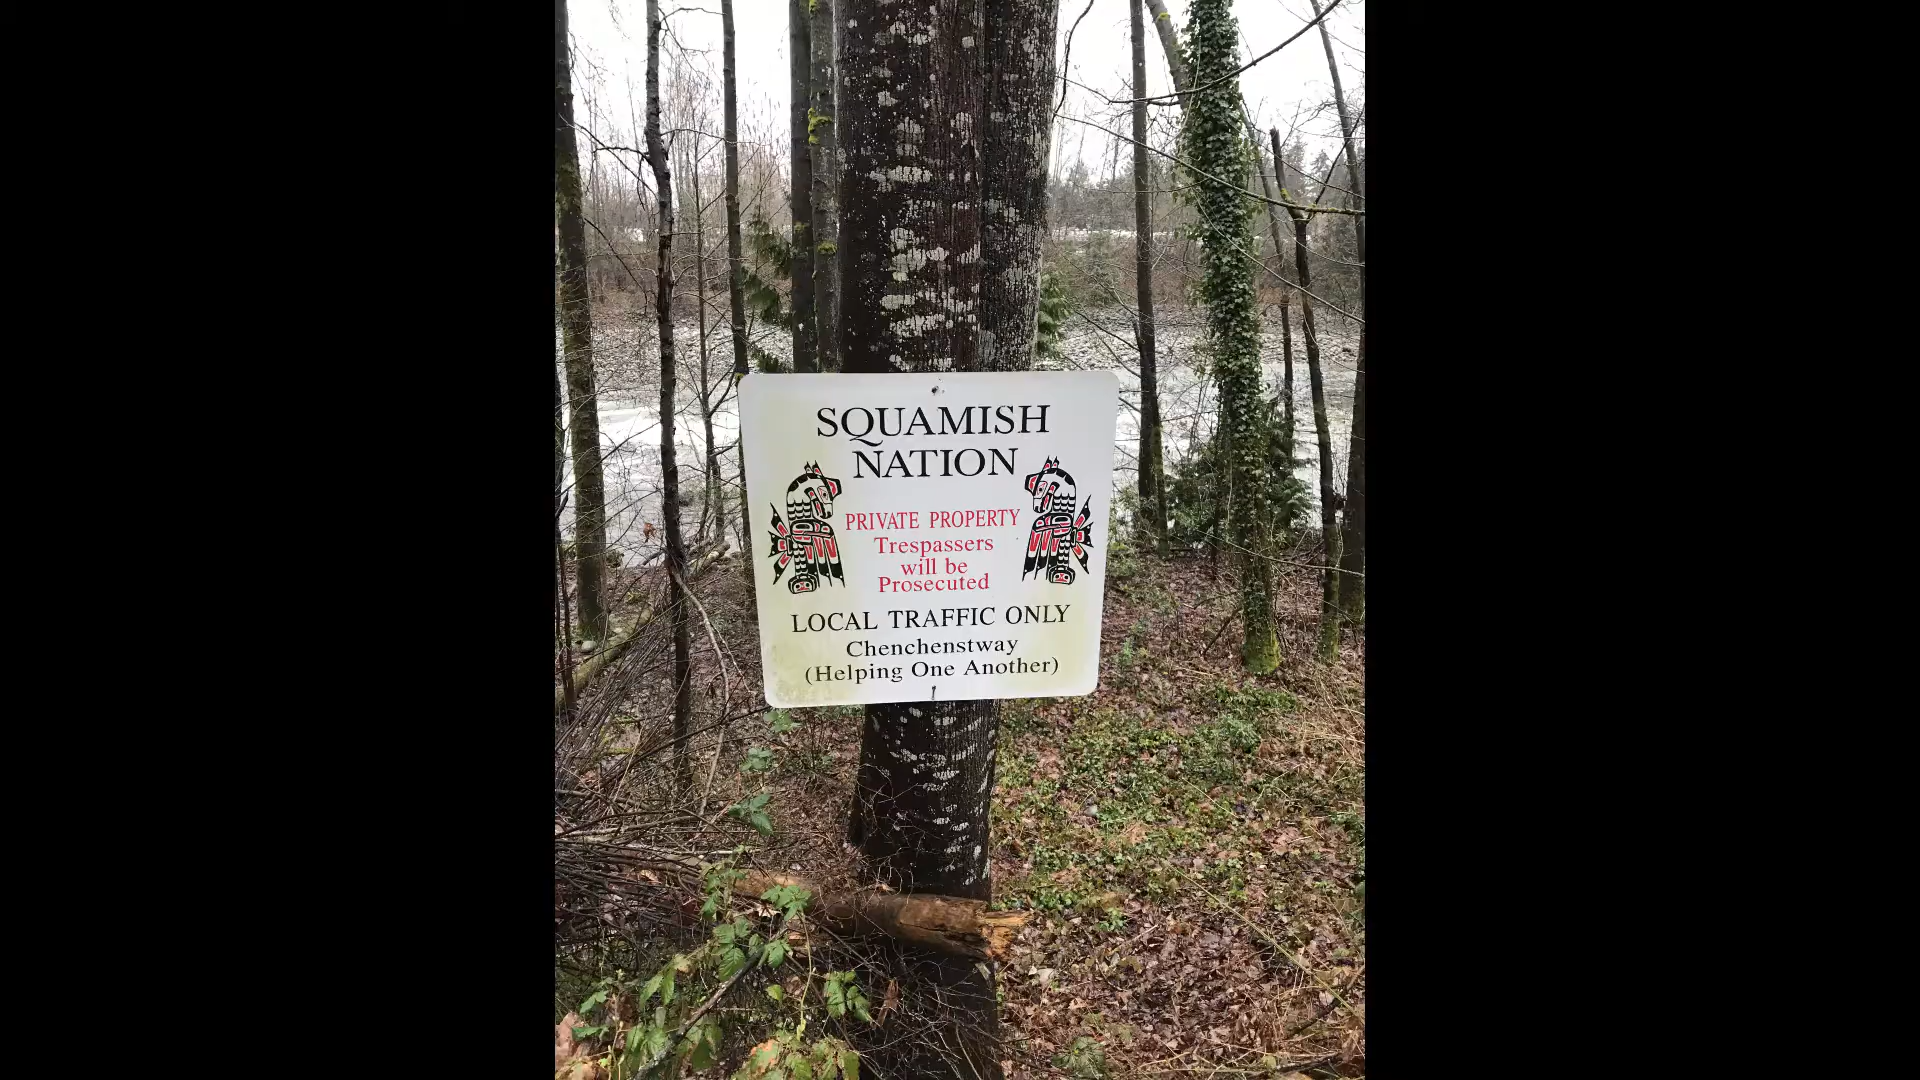 SQUAMISH
NATION
PRIVATE PROPERTY
Trespassers
will be
Prosecuted
LOCAL TRAFFIC ONLY
Chenchenstway
(Helping One Another)